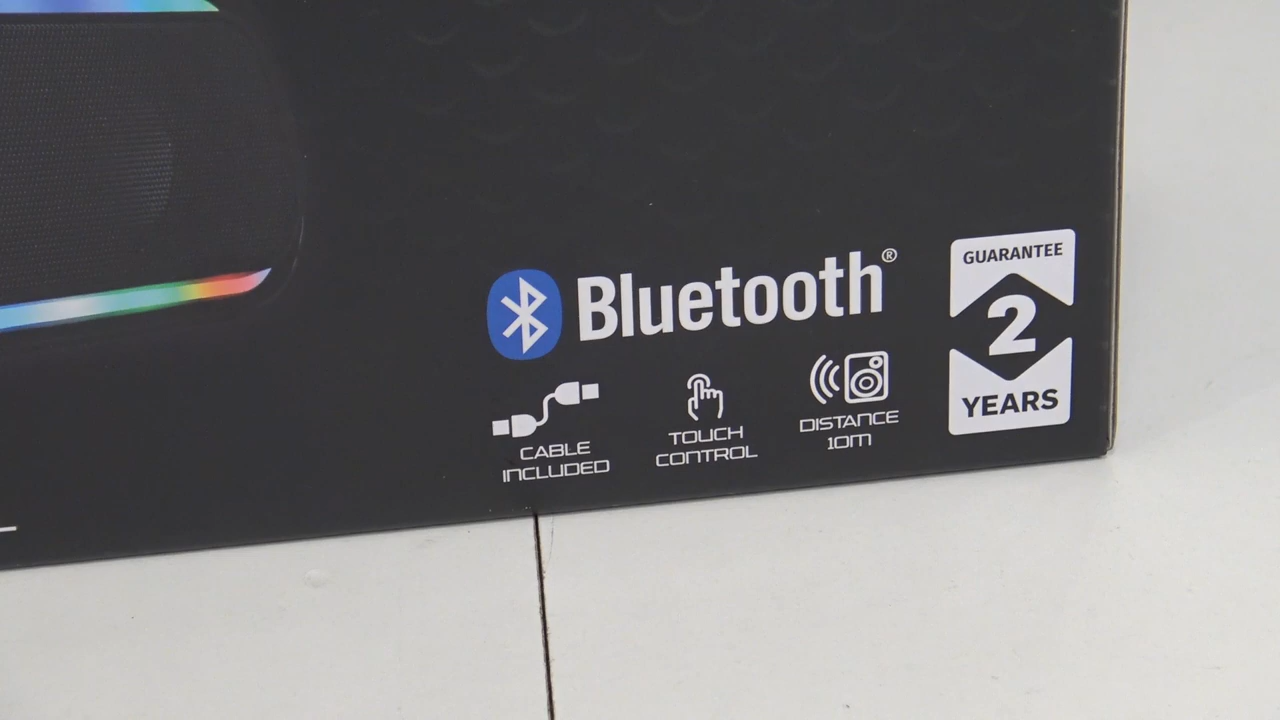 Bluetooth®
CABLE
INCLUDED
TOUCH
CONTROL
DISTANCE
10m
GUARANTEE
2
YEARS